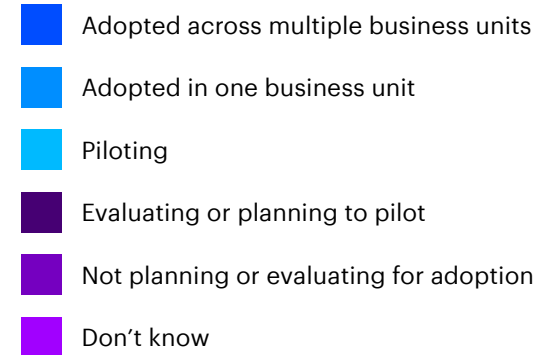 Adopted across multiple business units
Adopted in one business unit
Piloting
Evaluating or planning to pilot
Not planning or evaluating for adoption
Don’t know